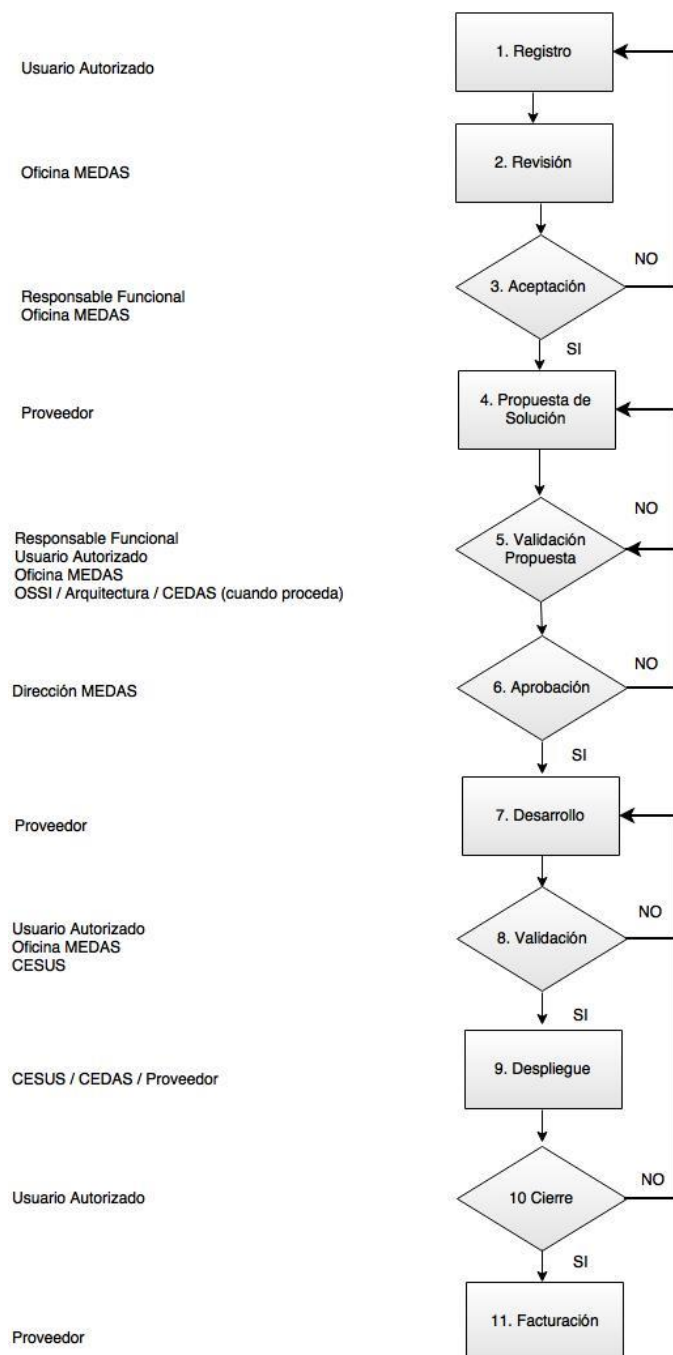 1. Registro
Usuario Autorizado
2. Revisión
Oficina MEDAS
NO
3. Aceptación
Responsable Funcional
Oficina MEDAS
SI
4. Propuesta de
Solución
Proveedor
NO
Responsable Funcional
Usuario Autorizado
Oficina MEDAS
OSSI / Arquitectura / CEDAS (cuando proceda)
5. Validación
Propuesta
NO
Dirección MEDAS
6. Aprobación
SI
7. Desarrollo
Proveedor
NO
Usuario Autorizado
Oficina MEDAS
CESUS
8. Validación
SI
9. Despliegue
CESUS / CEDAS / Proveedor
NO
Usuario Autorizado
10 Cierre
SI
11. Facturación
Proveedor